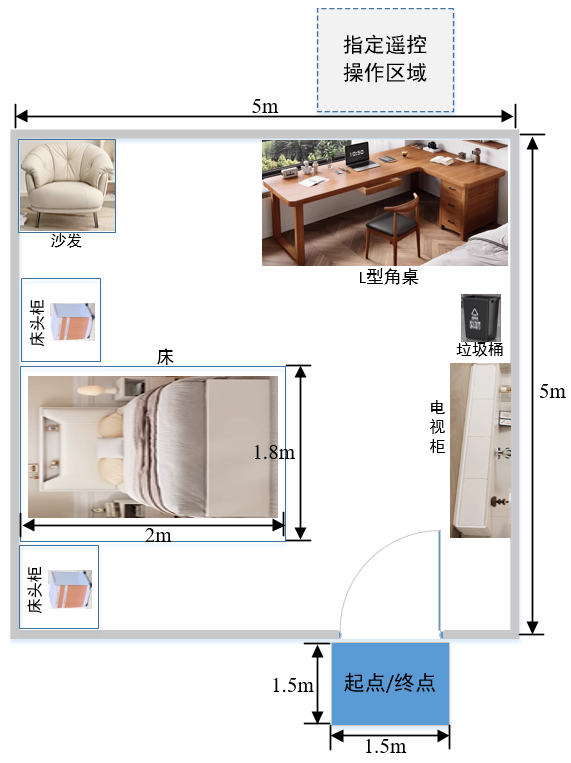 指定遥控
操作区域
5m
10:50
沙发
L型角桌
床头柜
垃圾桶
床
电视柜
5m
1.8m
2m
床头柜
起点/终点
1.5m
1.5m